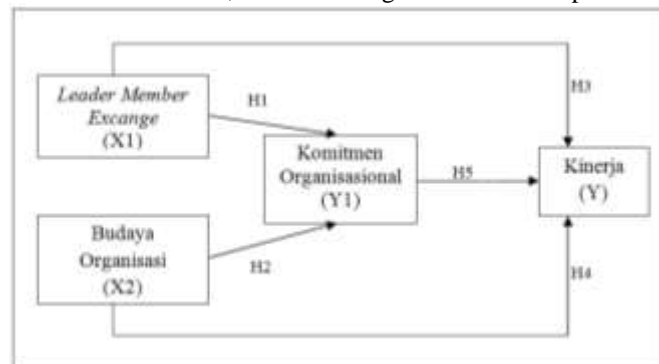 Leader Member
Excange
(X1)
H1
H3
Komitmen
Organisasional
(Y1)
H5
Kinerja
(Y)
Budaya
Organisasi
(X2)
H2
H4